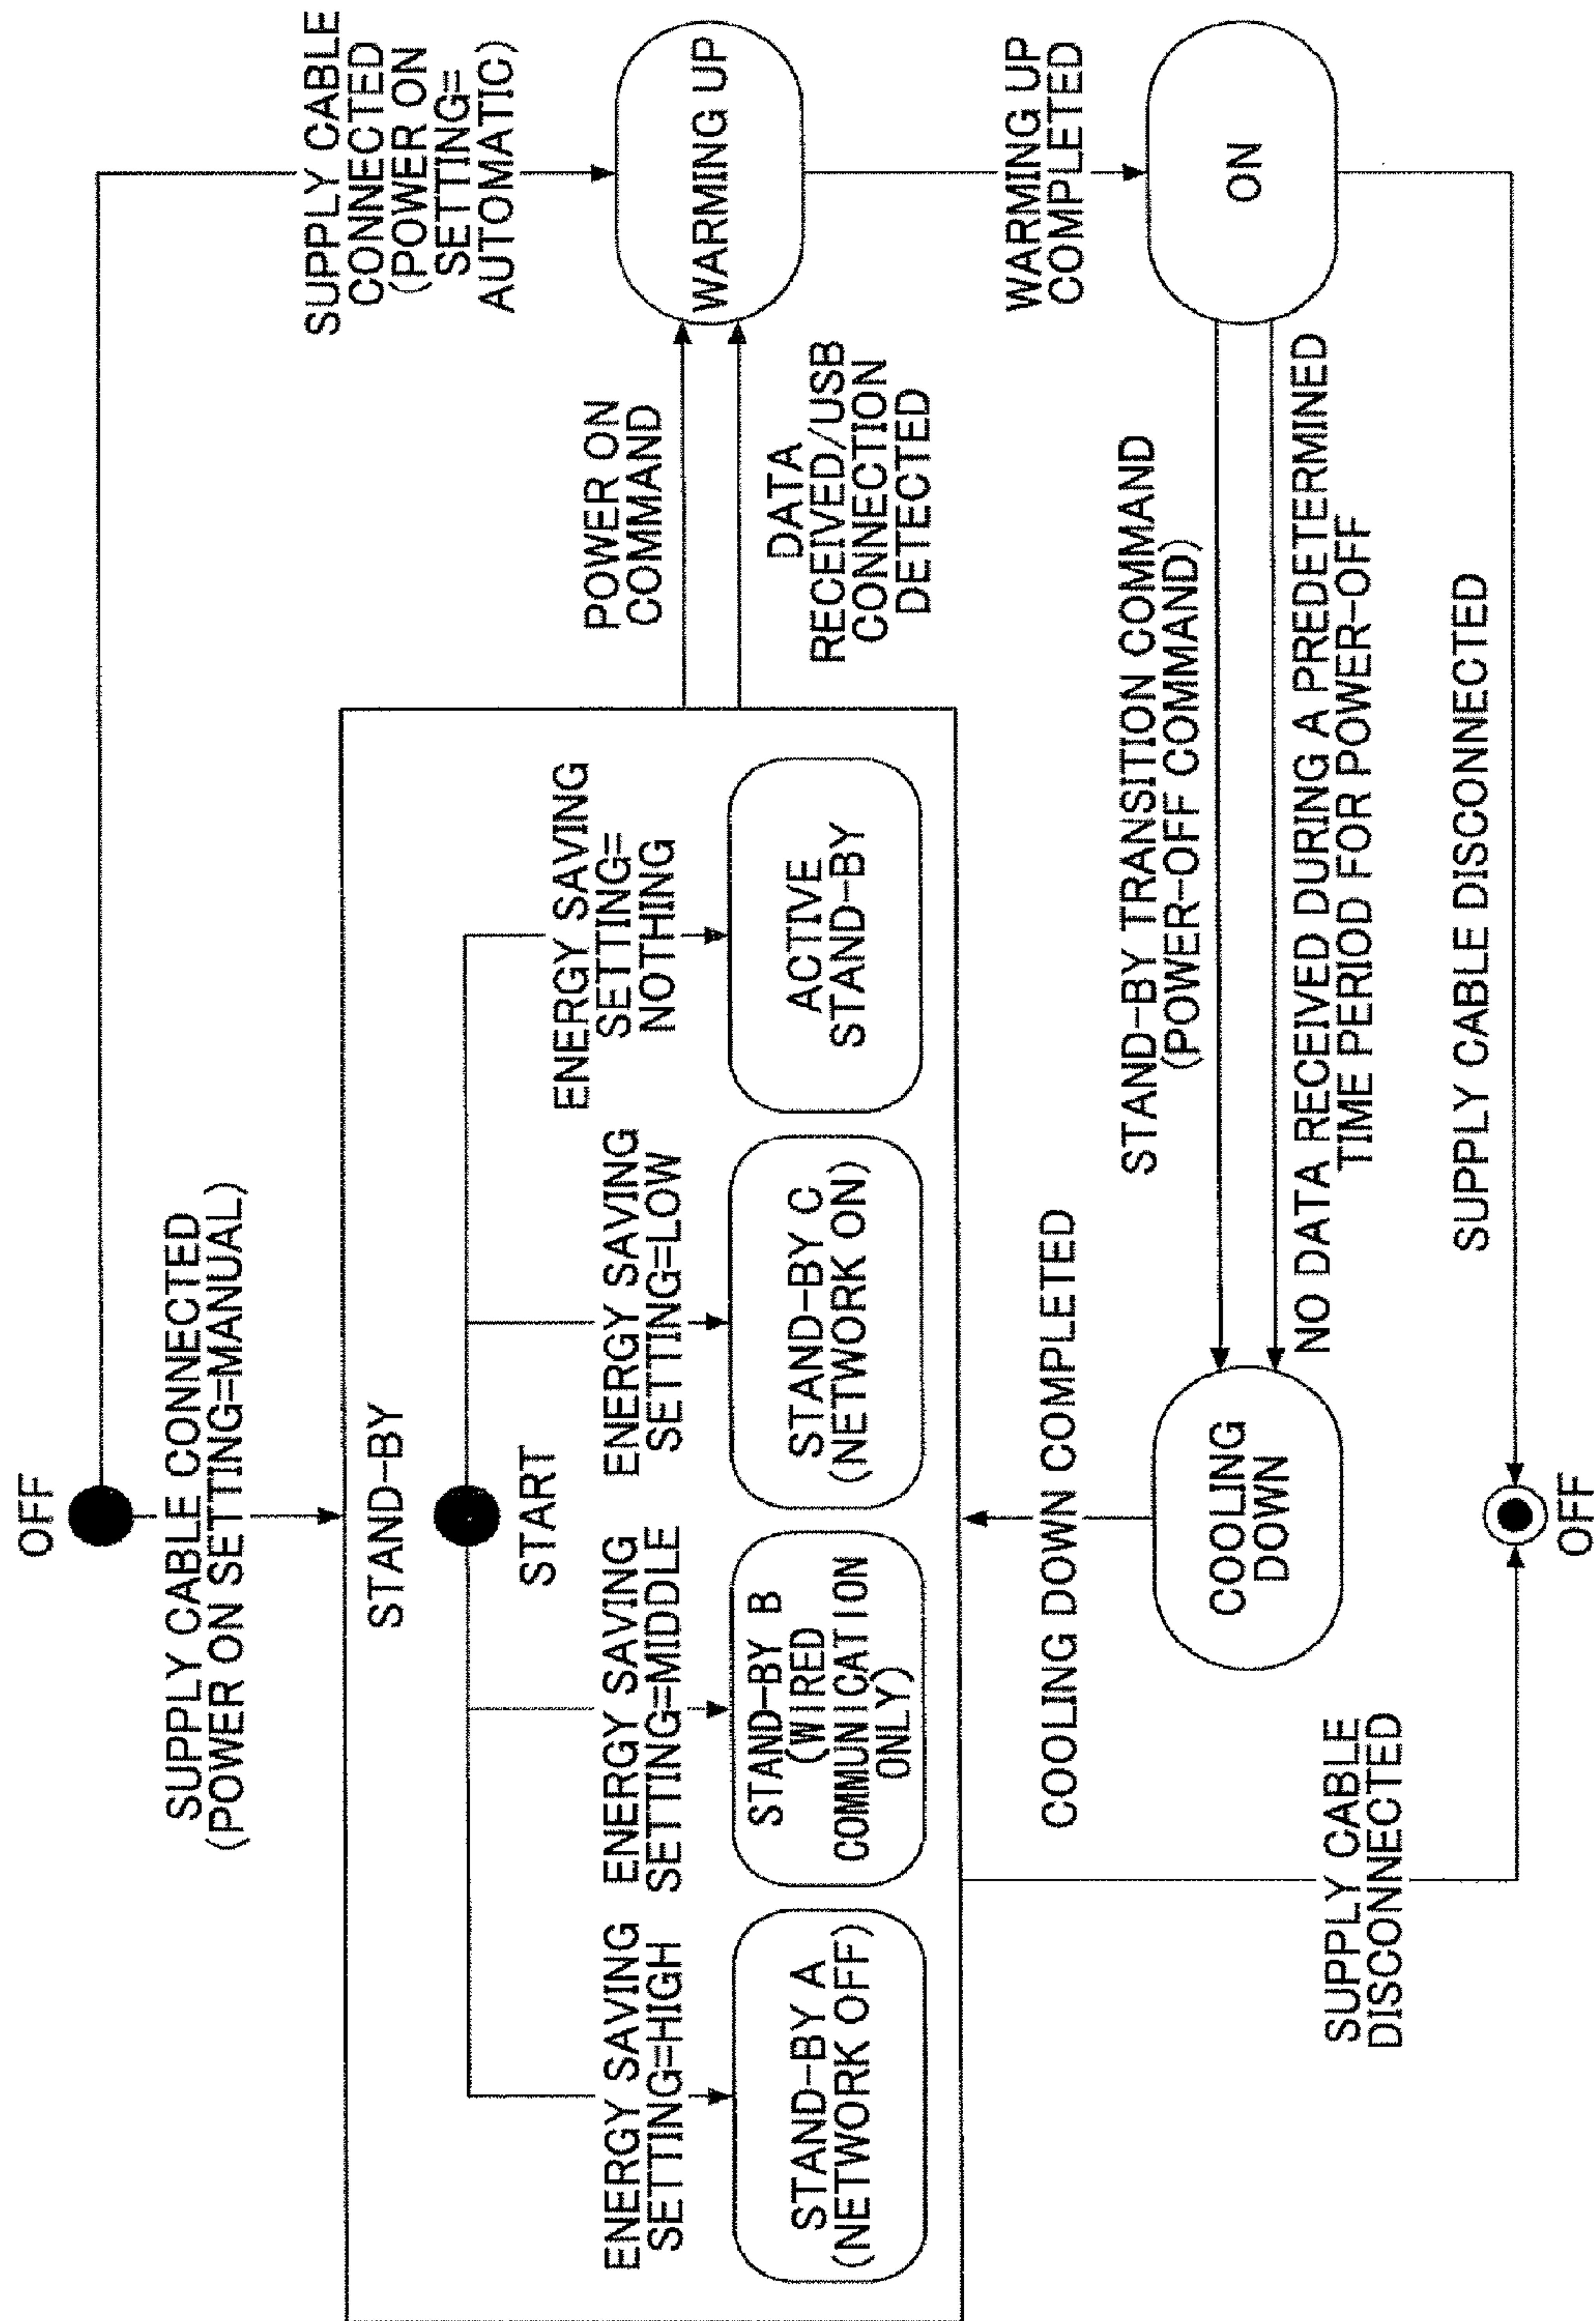 OFF
SUPPLY CABLE CONNECTED
(POWER ON SETTING=MANUAL)
SUPPLY CABLE
CONNECTED
(POWER ON
SETTING=
AUTOMATIC)
STAND-BY
START
ENERGY SAVING
SETTING=HIGH
ENERGY SAVING
SETTING=MIDDLE
ENERGY SAVING
SETTING=LOW
ENERGY SAVING
SETTING=
NOTHING
STAND-BY A
(NETWORK OFF)
STAND-BY B
(WIRED
COMMUNICATION
ONLY)
STAND-BY C
(NETWORK ON)
ACTIVE
STAND-BY
POWER ON
COMMAND
DATA
RECEIVED/USB
CONNECTION
DETECTED
WARMING UP
WARMING UP
COMPLETED
COOLING DOWN COMPLETED
STAND-BY TRANSITION COMMAND
(POWER-OFF COMMAND)
ON
COOLING
DOWN
NO DATA RECEIVED DURING A PREDETERMINED
TIME PERIOD FOR POWER-OFF
SUPPLY CABLE
DISCONNECTED
SUPPLY CABLE DISCONNECTED
OFF